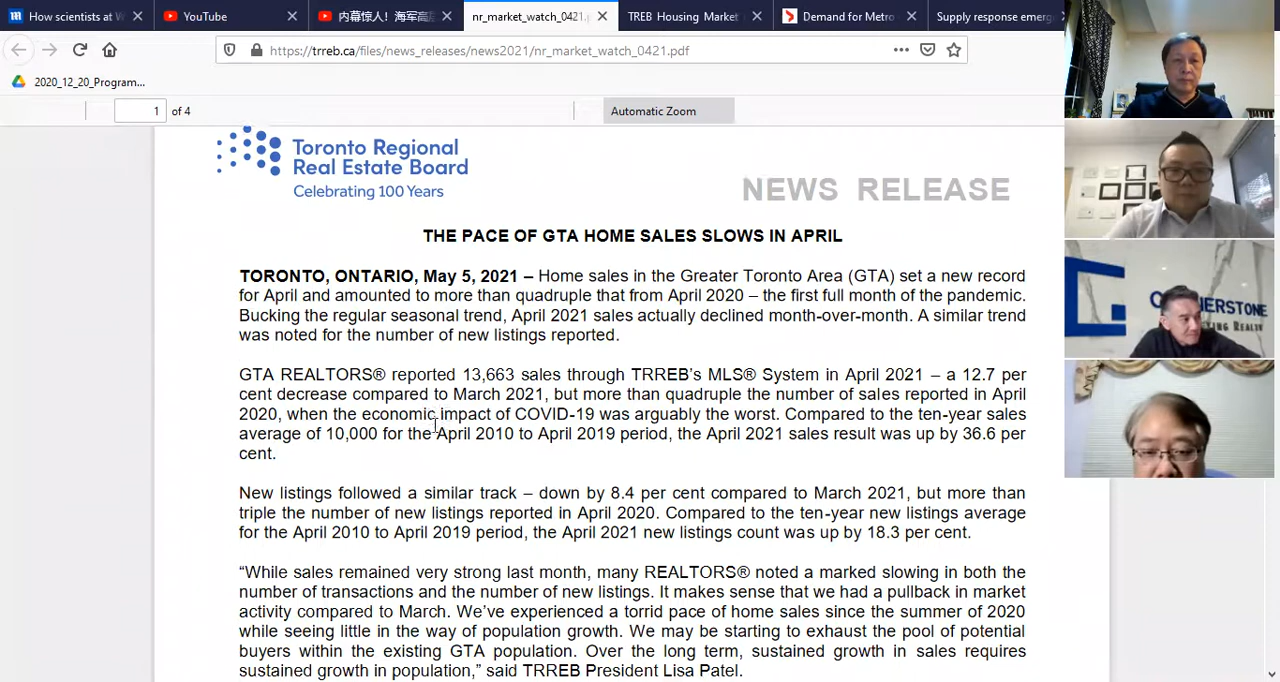 How scientists at W
YouTube
内幕惊人！海军高层
nr_market_watch_0421.p
TREB Housing Market
Demand for Metro
Supply response emerg
https://trreb.ca/files/news_releases/news2021/nr_market_watch_0421.pdf
2020_12_20_Program...
1 of 4
Automatic Zoom
Toronto Regional
Real Estate Board
Celebrating 100 Years
NEWS RELEASE
THE PACE OF GTA HOME SALES SLOWS IN APRIL
TORONTO, ONTARIO, May 5, 2021 – Home sales in the Greater Toronto Area (GTA) set a new record
for April and amounted to more than quadruple that from April 2020 – the first full month of the pandemic.
Bucking the regular seasonal trend, April 2021 sales actually declined month-over-month. A similar trend
was noted for the number of new listings reported.
GTA REALTORS® reported 13,663 sales through TRREB's MLS® System in April 2021 – a 12.7 per
cent decrease compared to March 2021, but more than quadruple the number of sales reported in April
2020, when the economic impact of COVID-19 was arguably the worst. Compared to the ten-year sales
average of 10,000 for the April 2010 to April 2019 period, the April 2021 sales result was up by 36.6 per
cent.
New listings followed a similar track – down by 8.4 per cent compared to March 2021, but more than
triple the number of new listings reported in April 2020. Compared to the ten-year new listings average
for the April 2010 to April 2019 period, the April 2021 new listings count was up by 18.3 per cent.
“While sales remained very strong last month, many REALTORS® noted a marked slowing in both the
number of transactions and the number of new listings. It makes sense that we had a pullback in market
activity compared to March. We've experienced a torrid pace of home sales since the summer of 2020
while seeing little in the way of population growth. We may be starting to exhaust the pool of potential
buyers within the existing GTA population. Over the long term, sustained growth in sales requires
sustained growth in population,” said TRREB President Lisa Patel.